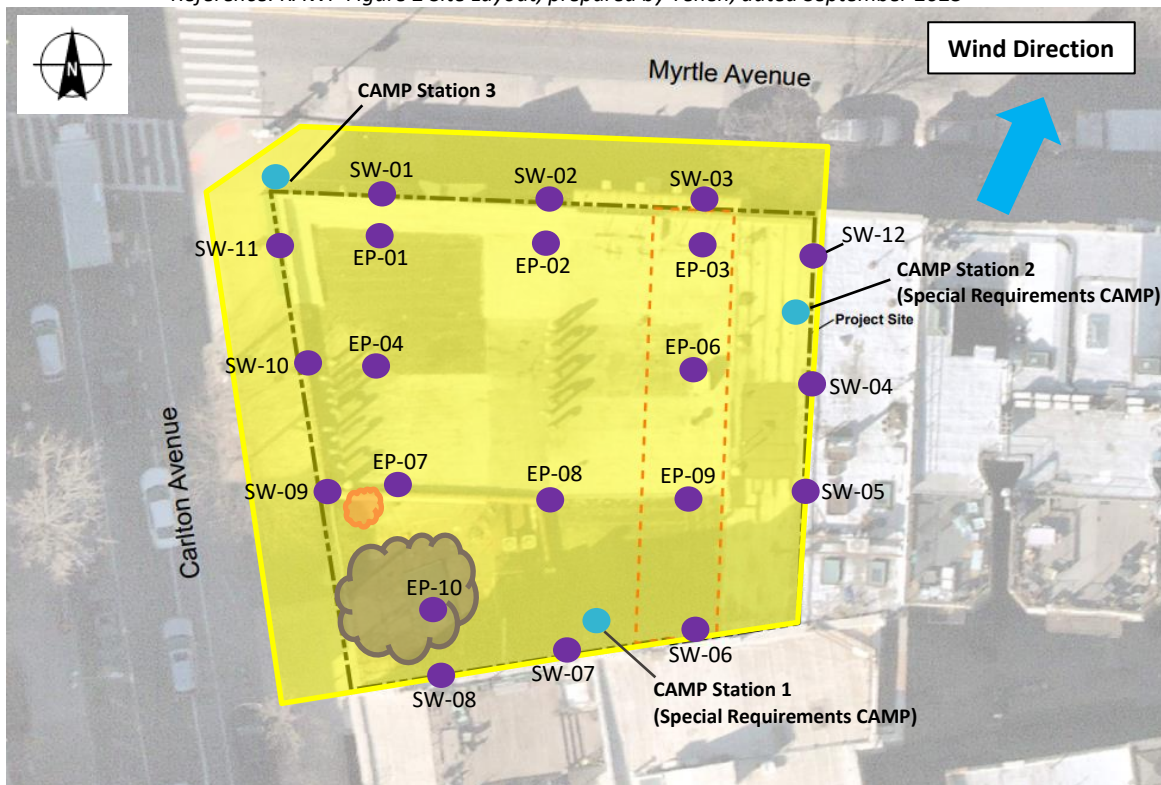 Myrtle Avenue
Wind Direction
N
CAMP Station 3
SW-01
SW-02
SW-03
SW-11
EP-01
EP-02
EP-03
SW-12
CAMP Station 2
(Special Requirements CAMP)
Project Site
SW-10
EP-04
EP-06
SW-04
Carlton Avenue
SW-09
EP-07
EP-08
EP-09
SW-05
EP-10
SW-08
SW-07
SW-06
CAMP Station 1
(Special Requirements CAMP)